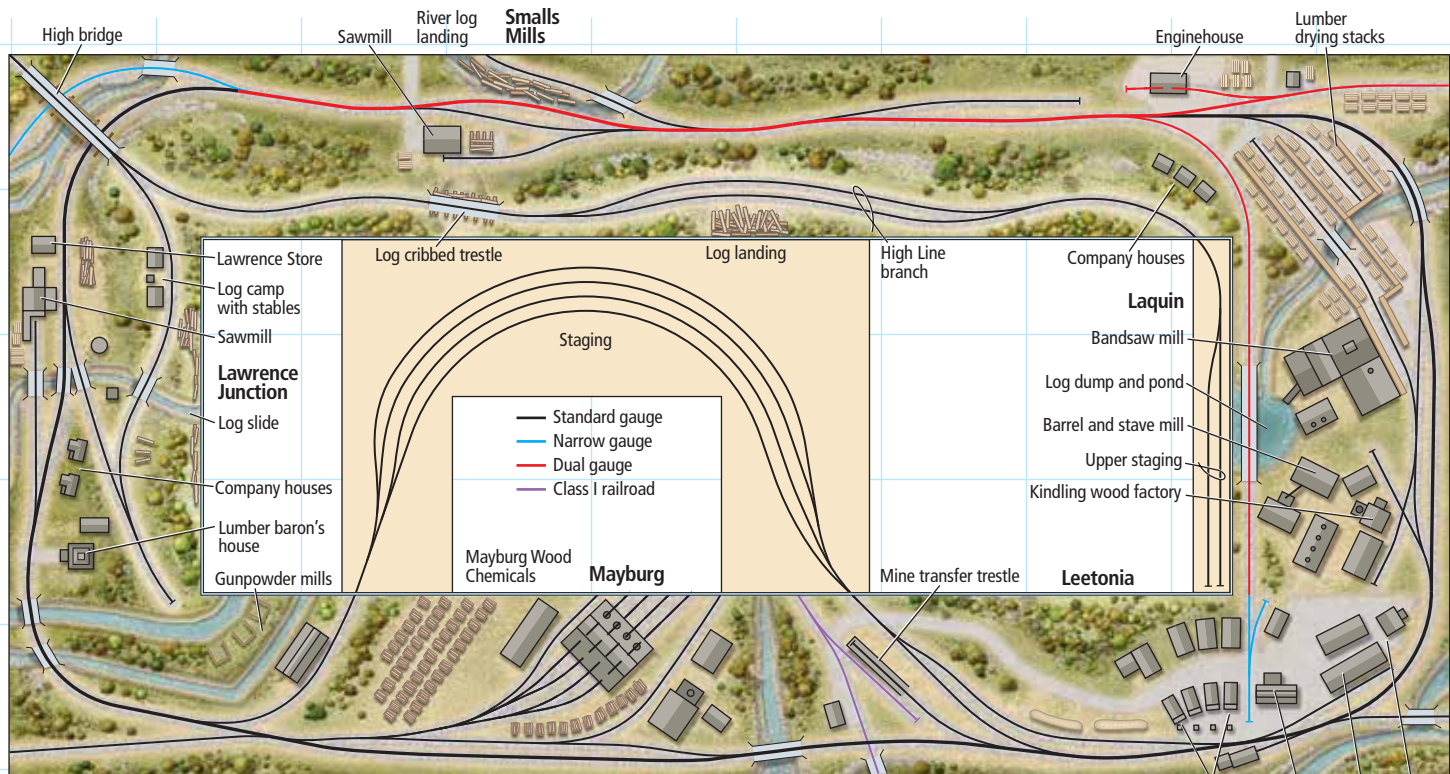 High bridge
Sawmill
River log
landing
Smalls
Mills
Enginehouse
Lumber
drying stacks
Lawrence Store
Log camp
with stables
Sawmill
Lawrence
Junction
Log slide
Company houses
Lumber baron's
house
Gunpowder mills
Log cribbed trestle
Log landing
High Line
branch
Company houses
Laquin
Bandsaw mill
Log dump and pond
Barrel and stave mill
Upper staging
Kindling wood factory
Staging
Standard gauge
Narrow gauge
Dual gauge
Class I railroad
Mayburg Wood
Chemicals
Mayburg
Mine transfer trestle
Leetonia